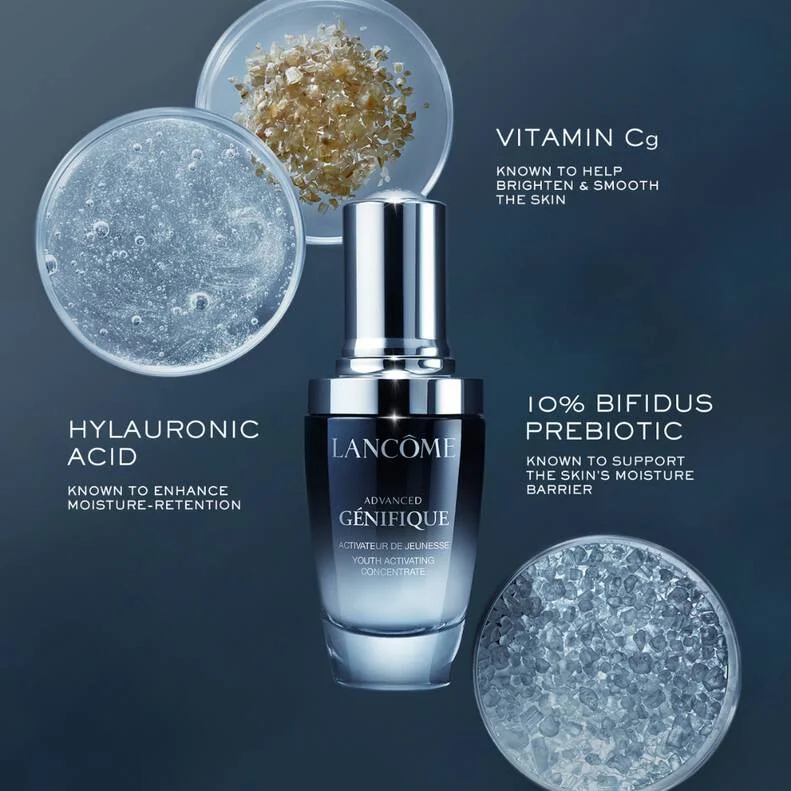 VITAMIN Cg
KNOWN TO HELP
BRIGHTEN & SMOOTH
THE SKIN
HYLAURONIC
ACID
KNOWN TO ENHANCE
MOISTURE-RETENTION
10% BIFIDUS
PREBIOTIC
KNOWN TO SUPPORT
THE SKIN'S MOISTURE
BARRIER
LANCÔME
ADVANCED
GÉNIFIQUE
ACTIVATEUR DE JEUNESSE
YOUTH ACTIVATING
CONCENTRATE